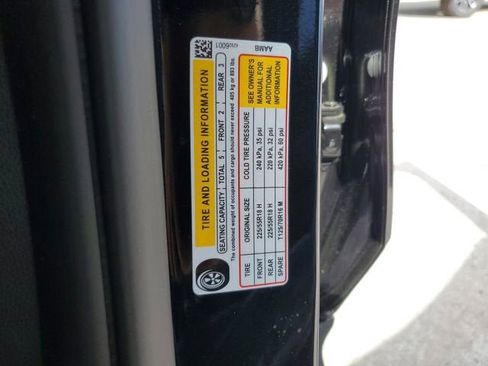 TIRE AND LOADING INFORMATION
SEATING CAPACITY TOTAL 5 FRONT 2 REAR 3
The combined weight of occupants and cargo should never exceed 405 kg or 893 lbs.
TIRE ORIGINAL SIZE COLD TIRE PRESSURE
FRONT 225/55R18 H 240 kPa, 35 psi
REAR 225/55R18 H 220 kPa, 32 psi
SPARE T125/70R16 M 420 kPa, 60 psi
SEE OWNER'S
MANUAL FOR
ADDITIONAL
INFORMATION
AAMB